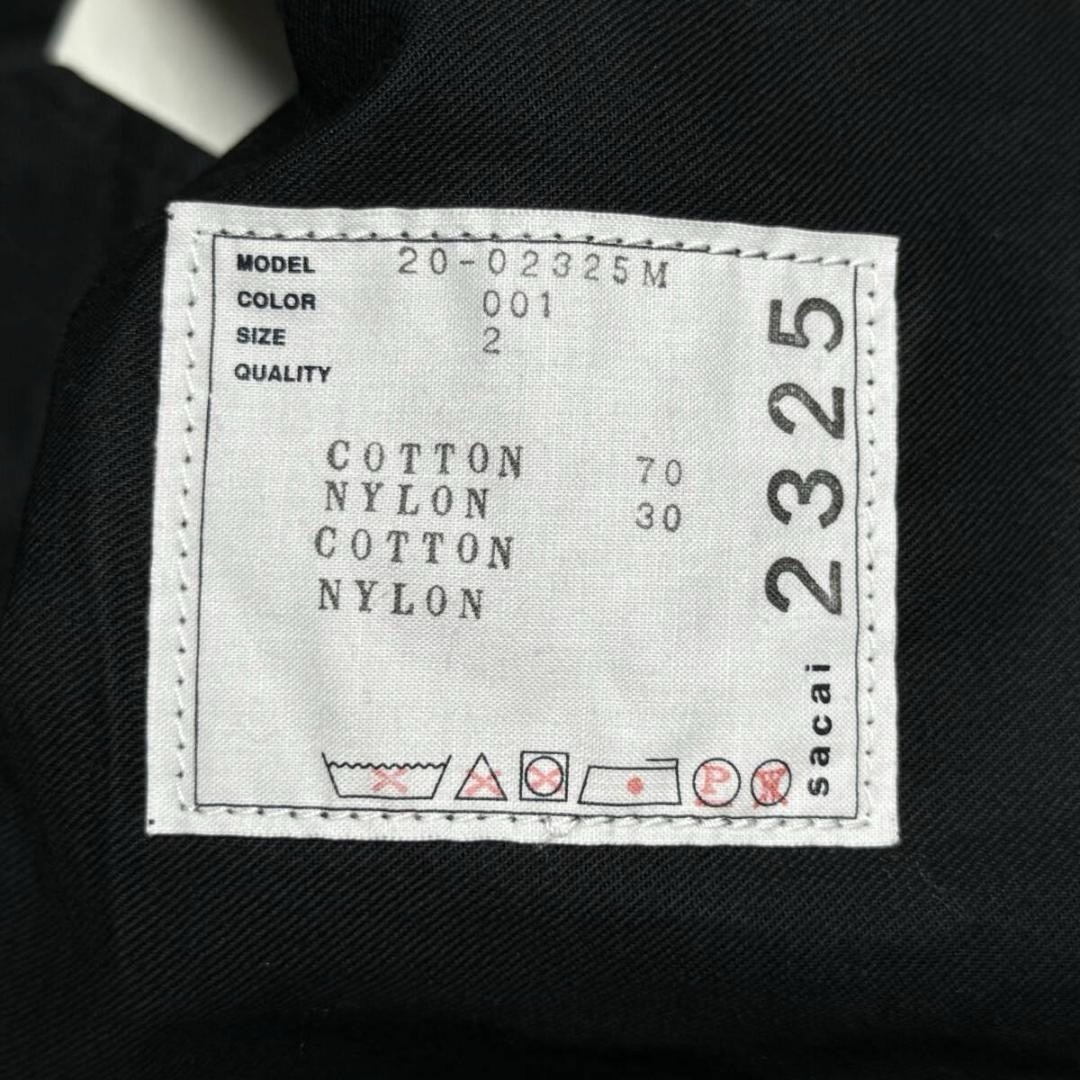 MODEL 20-02325M
COLOR 001
SIZE 2
QUALITY
COTTON 70
NYLON 30
COTTON
NYLON
P
W
sacai 2325